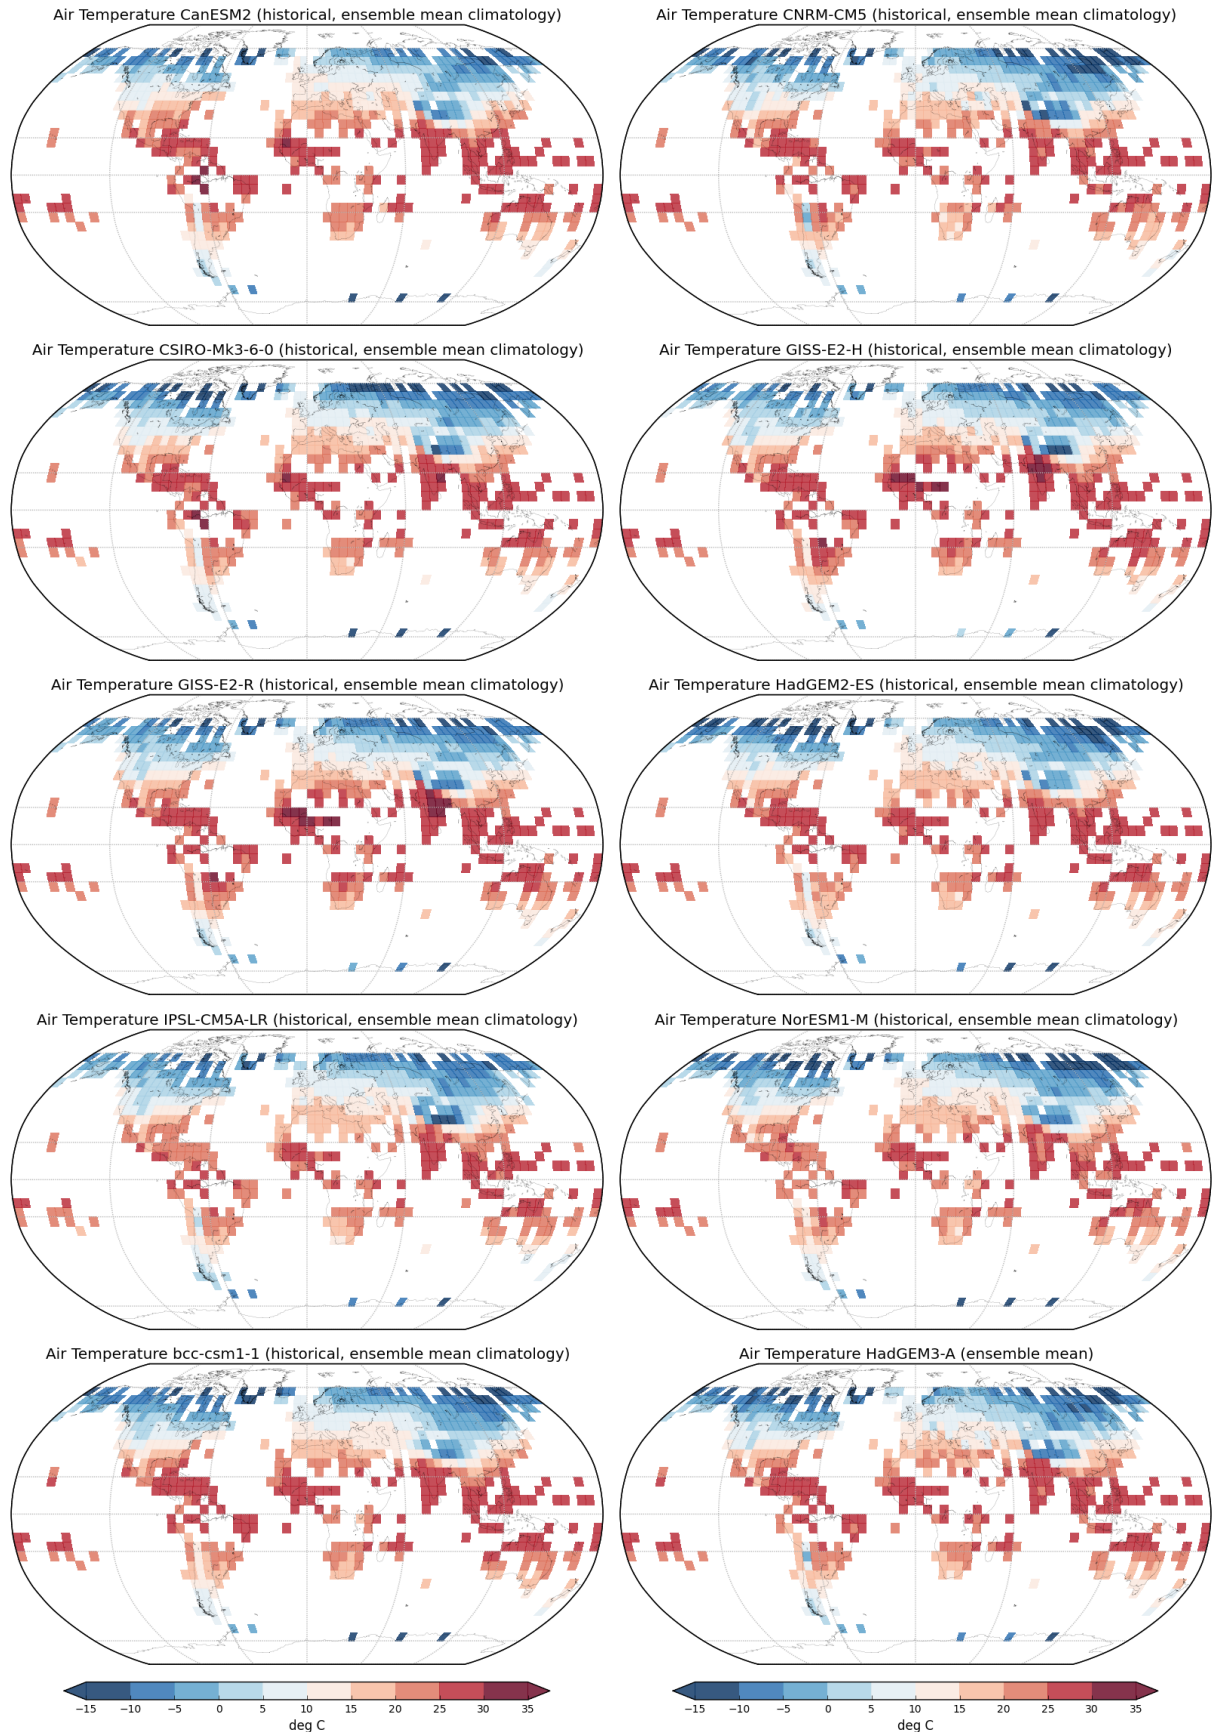 Air Temperature CanESM2 (historical, ensemble mean climatology)
Air Temperature CNRM-CM5 (historical, ensemble mean climatology)
Air Temperature CSIRO-Mk3-6-0 (historical, ensemble mean climatology)
Air Temperature GISS-E2-H (historical, ensemble mean climatology)
Air Temperature GISS-E2-R (historical, ensemble mean climatology)
Air Temperature HadGEM2-ES (historical, ensemble mean climatology)
Air Temperature IPSL-CM5A-LR (historical, ensemble mean climatology)
Air Temperature NorESM1-M (historical, ensemble mean climatology)
Air Temperature bcc-csm1-1 (historical, ensemble mean climatology)
Air Temperature HadGEM3-A (ensemble mean)
−15 −10 −5 0 5 10 15 20 25 30 35
deg C
−15 −10 −5 0 5 10 15 20 25 30 35
deg C